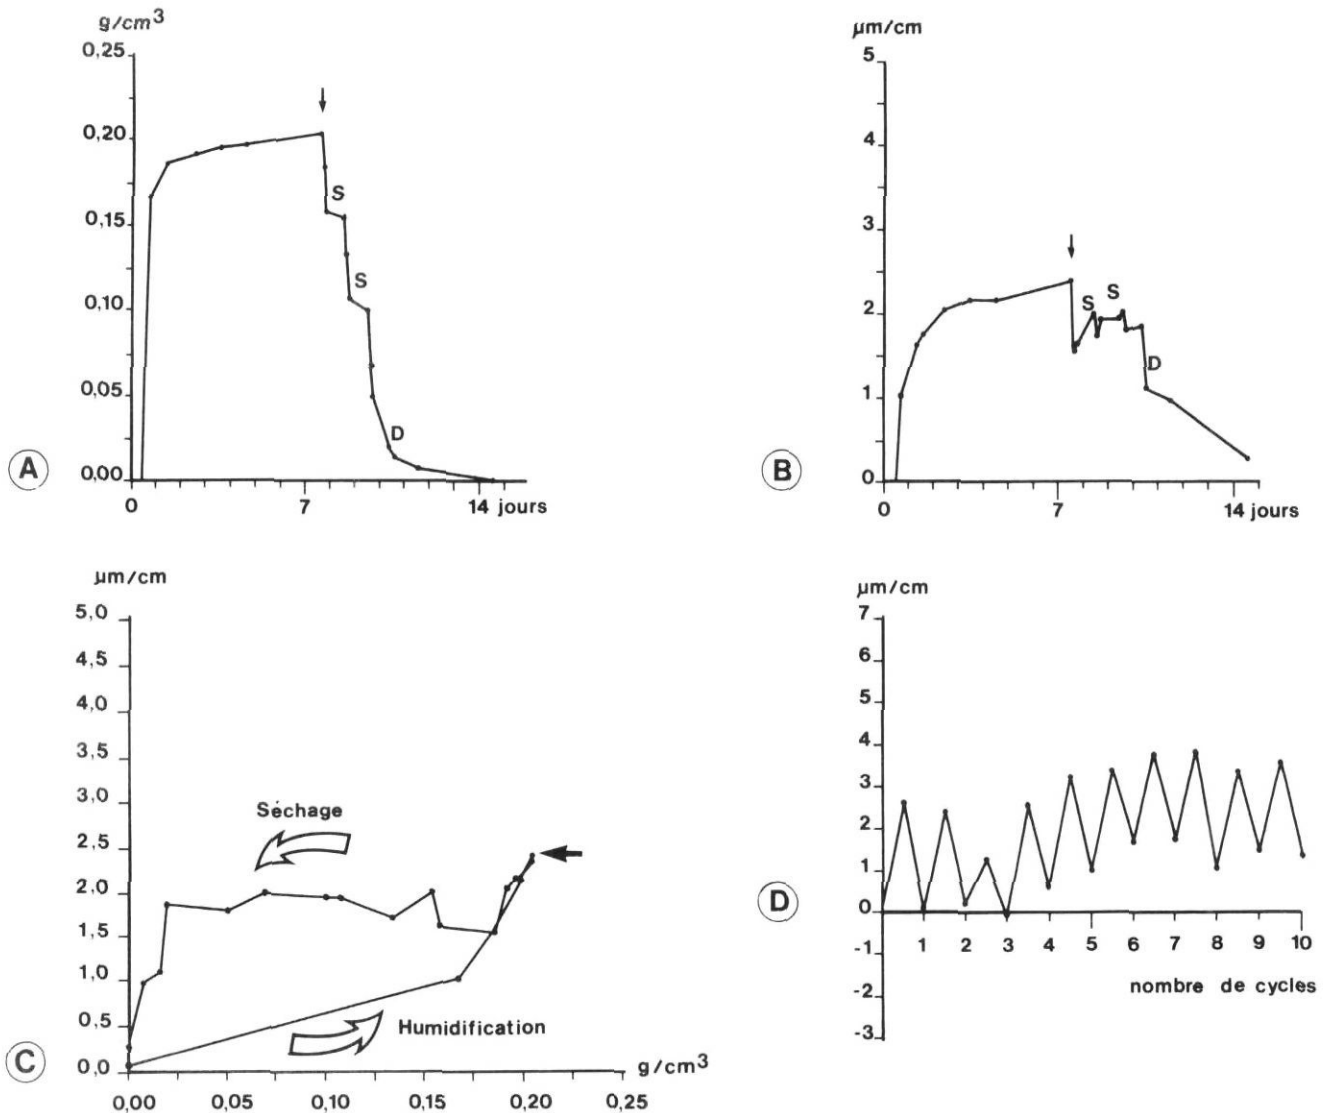 g/cm³
0,25
0,20
0,15
0,10
0,05
0,00
S
S
D
0 7 14 jours
A
µm/cm
5
4
3
2
1
0
S S
D
0 7 14 jours
B
µm/cm
5,0
4,5
4,0
3,5
3,0
2,5
2,0
1,5
1,0
0,5
0,0
Séchage
Humidification
g/cm³
0,00 0,05 0,10 0,15 0,20 0,25
C
µm/cm
7
6
5
4
3
2
1
0
-1
-2
-3
1 2 3 4 5 6 7 8 9 10
nombre de cycles
D